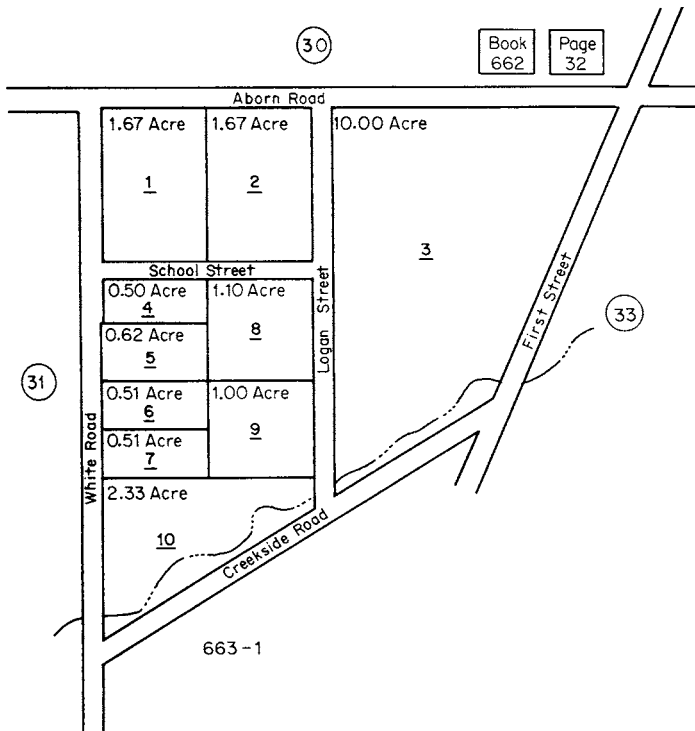 30
Book
662
Page
32
Aborn Road
1.67 Acre
1.67 Acre
10.00 Acre
1
2
3
School Street
Logan Street
First Street
33
0.50 Acre
4
1.10 Acre
8
0.62 Acre
5
31
0.51 Acre
6
1.00 Acre
9
0.51 Acre
7
White Road
2.33 Acre
10
Creekside Road
663-1